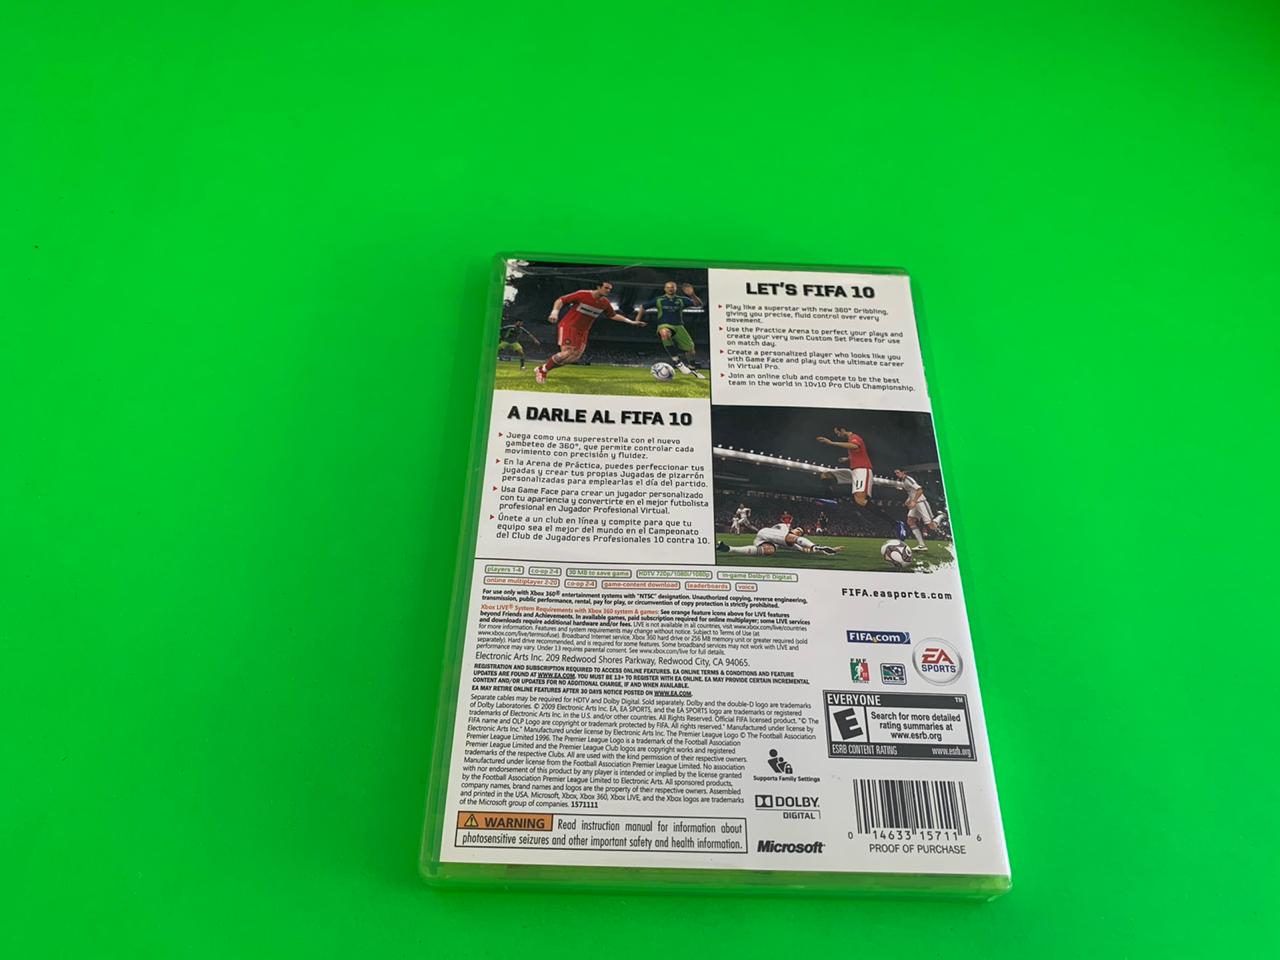 LET'S FIFA 10
Play like a superstar with new 360° Dribbling,
giving you precise, fluid control over every
movement.
Use the Practice Arena to perfect your plays and
create your very own Custom Set Pieces for use
on match day.
Create a personalized player who looks like you
with Game Face and play out the ultimate career
in Virtual Pro.
Join an online club and compete to be the best
team in the world in 10v10 Pro Club Championship.
A DARLE AL FIFA 10
Juega como una superestrella con el nuevo
gambeteo de 360°, que permite controlar cada
movimiento con precisión y fluidez.
En la Arena de Práctica, puedes perfeccionar tus
jugadas y crear tus propias Jugadas de pizarrón
personalizadas para emplearlas el día del partido.
Usa Game Face para crear un jugador personalizado
con tu apariencia y convertirte en el mejor futbolista
profesional en Jugador Profesional Virtual.
Únete a un club en línea y compite para que tu
equipo sea el mejor del mundo en el Campeonato
del Club de Jugadores Profesionales 10 contra 10.
11
players 1-4 co-op 2-4 30 MB to save game HDTV 720p/1080i/1080p in-game Dolby® Digital
online multiplayer 2-20 co-op 2-4 game-content download leaderboards voice
For use only with Xbox 360® entertainment systems with "NTSC" designation. Unauthorized copying, reverse engineering,
transmission, public performance, rental, pay for play, or circumvention of copy protection is strictly prohibited.
Xbox LIVE® System Requirements with Xbox 360 system & games: See orange feature icons above for LIVE features
beyond Friends and Achievements. In available games, paid subscription required for online multiplayer; some LIVE services
and downloads require additional hardware and/or fees. LIVE is not available in all countries, visit www.xbox.com/live/countries
for more information. Features and system requirements may change without notice. Subject to Terms of Use (at
www.xbox.com/live/termsofuse). Broadband Internet service, Xbox 360 hard drive or 256 MB memory unit or greater required (sold
separately). Hard drive recommended, and is required for some features. Some broadband services may not work with LIVE and
performance may vary. Under 13 requires parental consent. See www.xbox.com/live for full details.
Electronic Arts Inc. 209 Redwood Shores Parkway, Redwood City, CA 94065.
REGISTRATION AND SUBSCRIPTION REQUIRED TO ACCESS ONLINE FEATURES. EA ONLINE TERMS & CONDITIONS AND FEATURE
UPDATES ARE FOUND AT WWW.EA.COM. YOU MUST BE 13+ TO REGISTER WITH EA ONLINE. EA MAY PROVIDE CERTAIN INCREMENTAL
CONTENT AND/OR UPDATES FOR NO ADDITIONAL CHARGE, IF AND WHEN AVAILABLE.
EA MAY RETIRE ONLINE FEATURES AFTER 30 DAYS NOTICE POSTED ON WWW.EA.COM.
Separate cables may be required for HDTV and Dolby Digital. Sold separately. Dolby and the double-D logo are trademarks
of Dolby Laboratories. © 2009 Electronic Arts Inc. EA, EA SPORTS, and the EA SPORTS logo are trademarks or registered
trademarks of Electronic Arts Inc. in the U.S. and/or other countries. All Rights Reserved. Official FIFA licensed product. "© The
FIFA name and OLP Logo are copyright or trademark protected by FIFA. All rights reserved." Manufactured under license by
Electronic Arts Inc." Manufactured under license by Electronic Arts Inc. The Premier League Logo © The Football Association
Premier League Limited 1996. The Premier League Logo is a trademark of the Football Association
Premier League Limited and the Premier League Club logos are copyright works and registered
trademarks of the respective Clubs. All are used with the kind permission of their respective owners.
Manufactured under license from the Football Association Premier League Limited. No association
with nor endorsement of this product by any player is intended or implied by the license granted
by the Football Association Premier League Limited to Electronic Arts. All sponsored products,
company names, brand names and logos are the property of their respective owners. Assembled
and printed in the USA. Microsoft, Xbox, Xbox 360, Xbox LIVE, and the Xbox logos are trademarks
of the Microsoft group of companies. 1571111
WARNING Read instruction manual for information about
photosensitive seizures and other important safety and health information.
FIFA.easports.com
FIFA.com
EA
SPORTS
FMF
MLS
EVERYONE TM
E
Search for more detailed
rating summaries at
www.esrb.org
ESRB CONTENT RATING www.esrb.org
Supports Family Settings
DOLBY
DIGITAL
Microsoft
0 14633 15711 6
PROOF OF PURCHASE